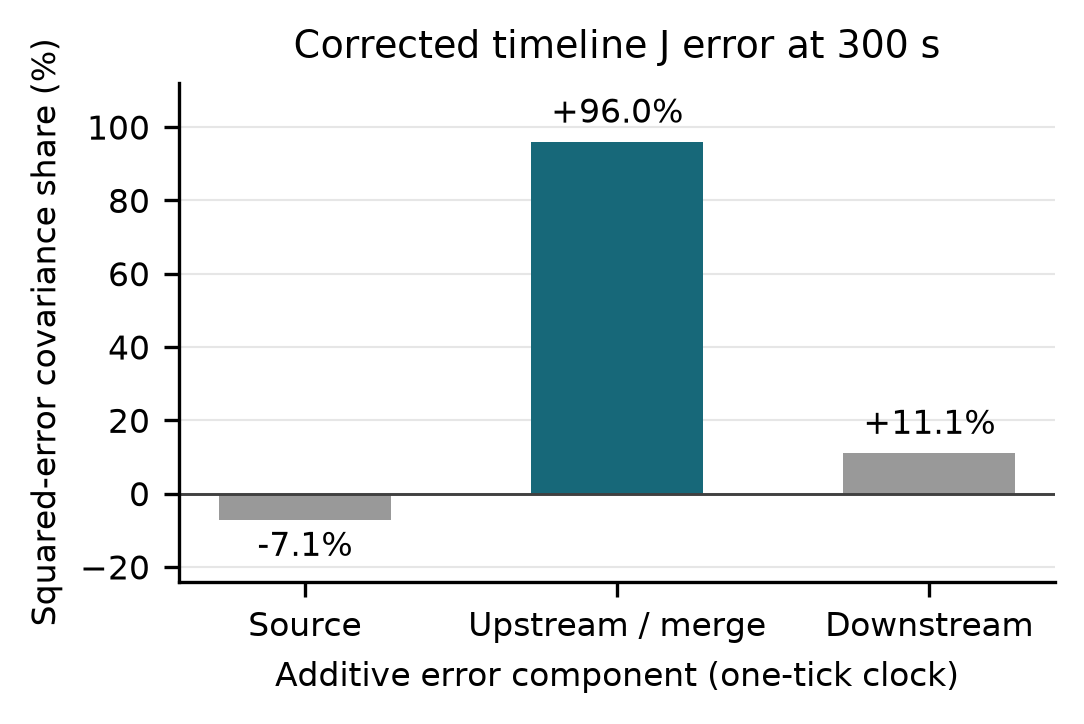 Corrected timeline J error at 300 s
Squared-error covariance share (%)
100
80
60
40
20
0
−20
+96.0%
+11.1%
-7.1%
Source
Upstream / merge
Downstream
Additive error component (one-tick clock)